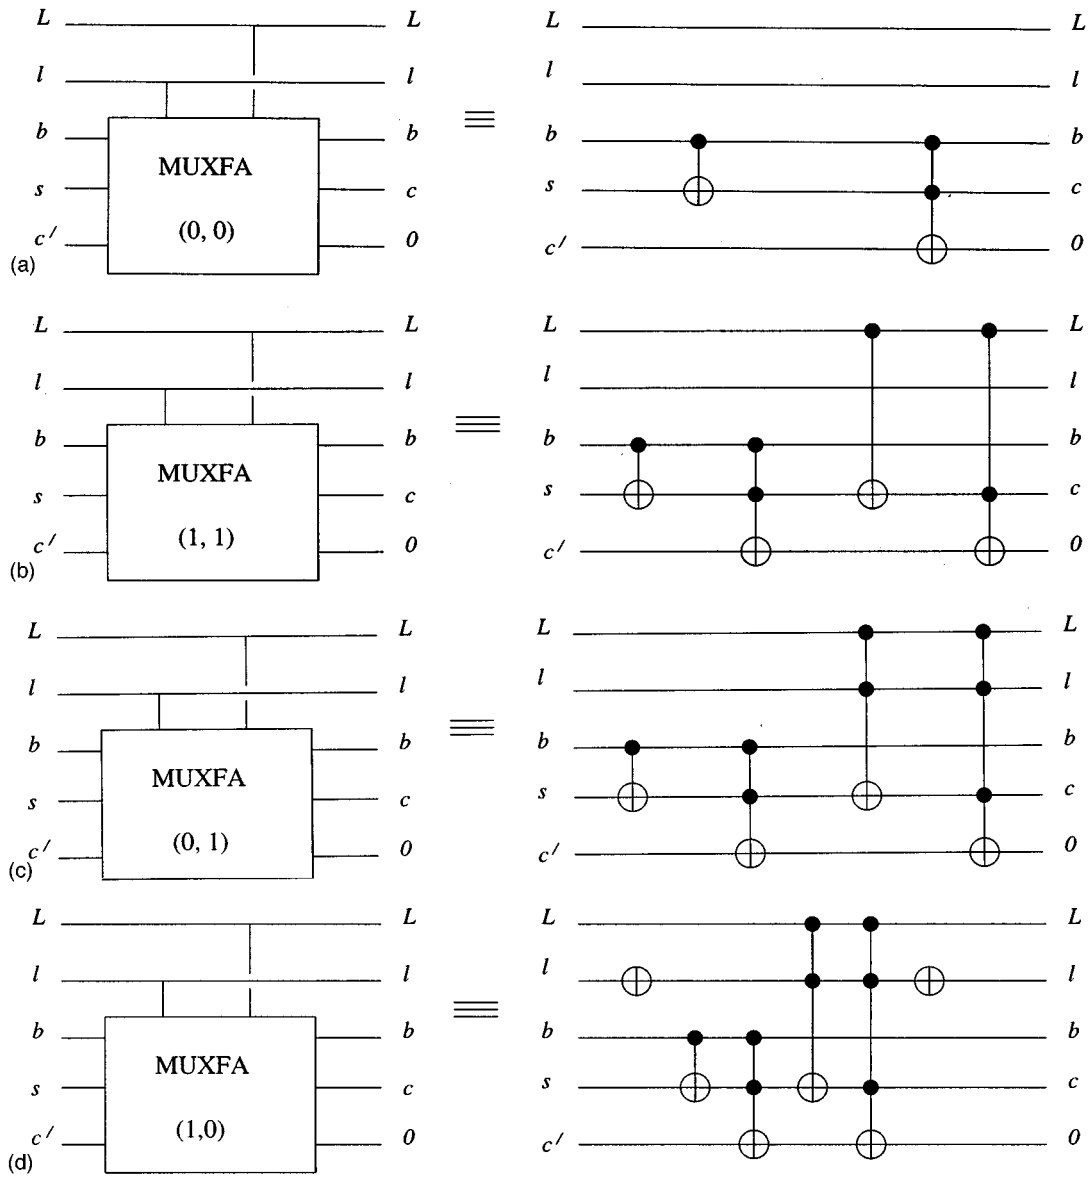 L L L L
l l l l
b b b b
MUXFA
s c s c
(0, 0)
c′ 0 c′ 0
(a)
L L L L
l l l l
b b b b
MUXFA
s c s c
(1, 1)
c′ 0 c′ 0
(b)
L L L L
l l l l
b b b b
MUXFA
s c s c
(0, 1)
c′ 0 c′ 0
(c)
L L L L
l l l l
b b b b
MUXFA
s c s c
(1,0)
c′ 0 c′ 0
(d)